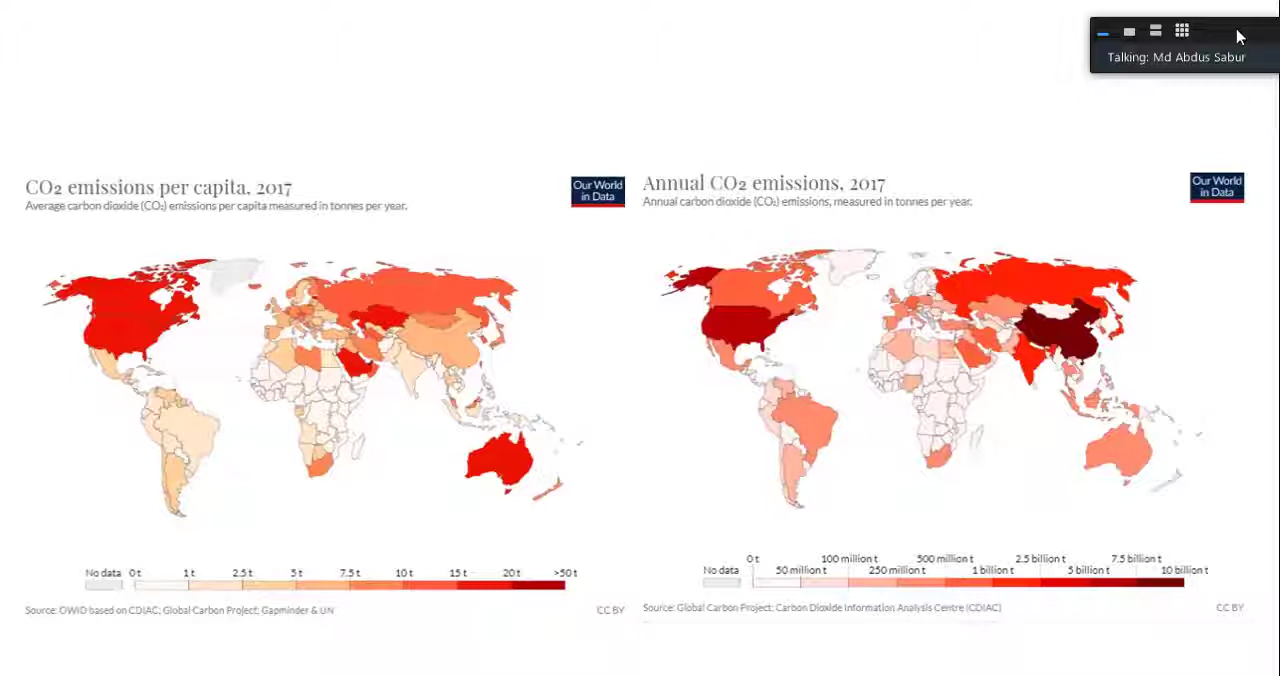 Talking: Md Abdus Sabur
CO₂ emissions per capita, 2017
Average carbon dioxide (CO₂) emissions per capita measured in tonnes per year.
Our World
in Data
No data 0 t 1 t 2.5 t 5 t 7.5 t 10 t 15 t 20 t >50 t
Source: OWID based on CDIAC; Global Carbon Project; Gapminder & UN
CC BY
Annual CO₂ emissions, 2017
Annual carbon dioxide (CO₂) emissions, measured in tonnes per year.
Our World
in Data
0 t 100 million t 500 million t 2.5 billion t 7.5 billion t
No data 50 million t 250 million t 1 billion t 5 billion t 10 billion t
Source: Global Carbon Project; Carbon Dioxide Information Analysis Centre (CDIAC)
CC BY